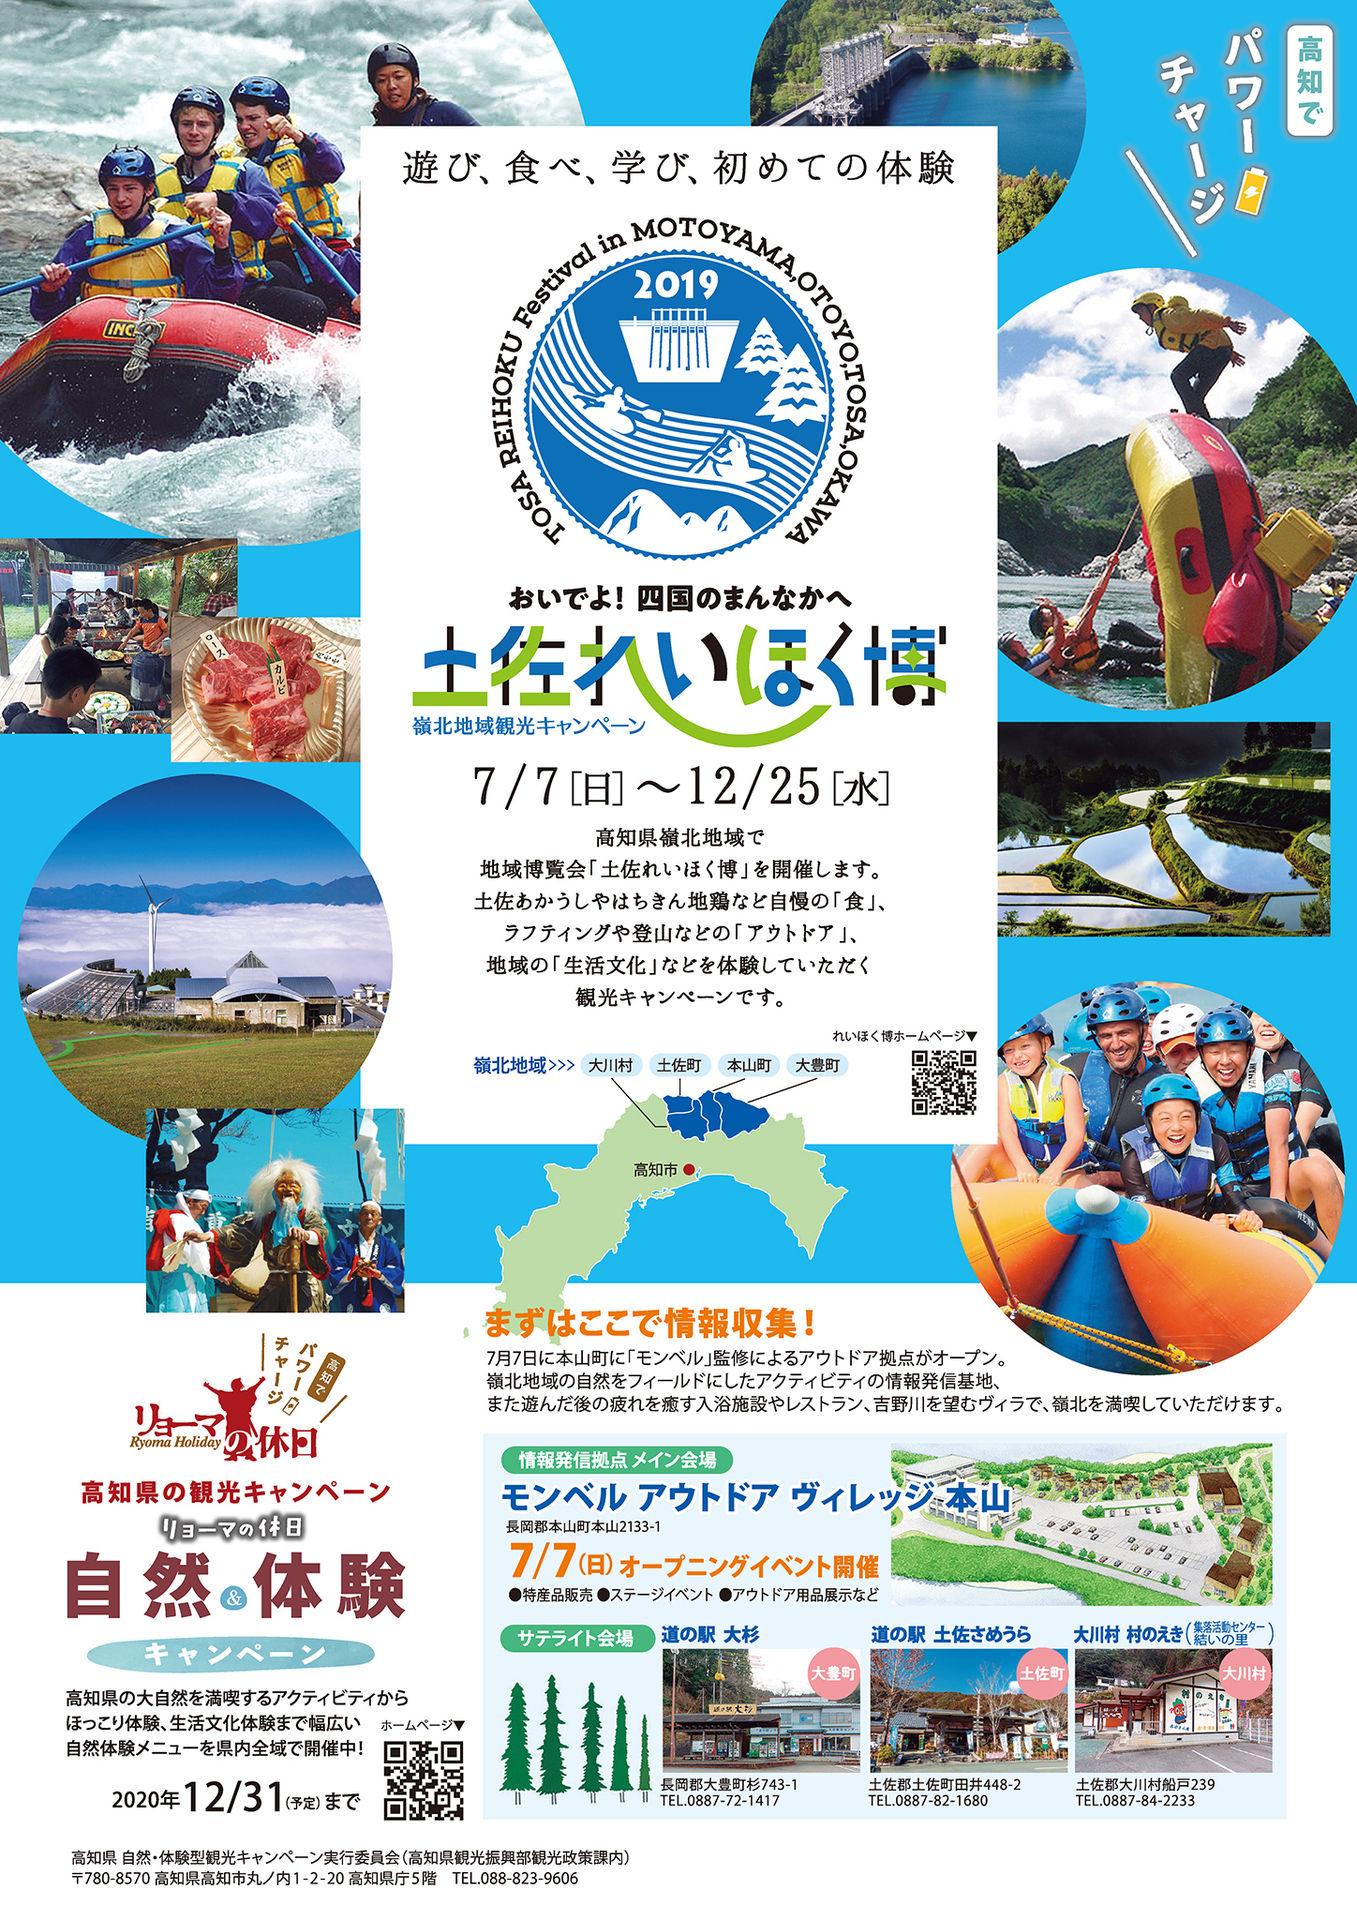 高知で
パワー
チャージ
遊び、食べ、学び、初めての体験
TOSA REIHOKU Festival in MOTOYAMA,OTOYO,TOSA,OKAWA
2019
おいでよ! 四国のまんなかへ
土佐れいほく博
嶺北地域観光キャンペーン
7/7[日]～12/25[水]
高知県嶺北地域で
地域博覧会「土佐れいほく博」を開催します。
土佐あかうしやはちきん地鶏など自慢の「食」、
ラフティングや登山などの「アウトドア」、
地域の「生活文化」などを体験していただく
観光キャンペーンです。
れいほく博ホームページ▼
嶺北地域>>> 大川村 土佐町 本山町 大豊町
高知市
ロース
カルビ
まずはここで情報収集!
7月7日に本山町に「モンベル」監修によるアウトドア拠点がオープン。
嶺北地域の自然をフィールドにしたアクティビティの情報発信基地、
また遊んだ後の疲れを癒す入浴施設やレストラン、吉野川を望むヴィラで、嶺北を満喫していただけます。
情報発信拠点 メイン会場
モンベル アウトドア ヴィレッジ 本山
長岡郡本山町本山2133-1
7/7(日)オープニングイベント開催
●特産品販売 ●ステージイベント ●アウトドア用品展示など
サテライト会場
道の駅 大杉
大豊町
長岡郡大豊町杉743-1
TEL.0887-72-1417
道の駅 土佐さめうら
土佐町
土佐郡土佐町田井448-2
TEL.0887-82-1680
大川村 村のえき(集落活動センター 結いの里)
大川村
村のえき
土佐郡大川村船戸239
TEL.0887-84-2233
高知で
パワー
チャージ
リョーマの休日
Ryoma Holiday
高知県の観光キャンペーン
リョーマの休日
自然&体験
キャンペーン
高知県の大自然を満喫するアクティビティから
ほっこり体験、生活文化体験まで幅広い
自然体験メニューを県内全域で開催中!
ホームページ▼
2020年12/31(予定)まで
高知県 自然・体験型観光キャンペーン実行委員会(高知県観光振興部観光政策課内)
〒780-8570 高知県高知市丸ノ内1-2-20 高知県庁5階 TEL.088-823-9606